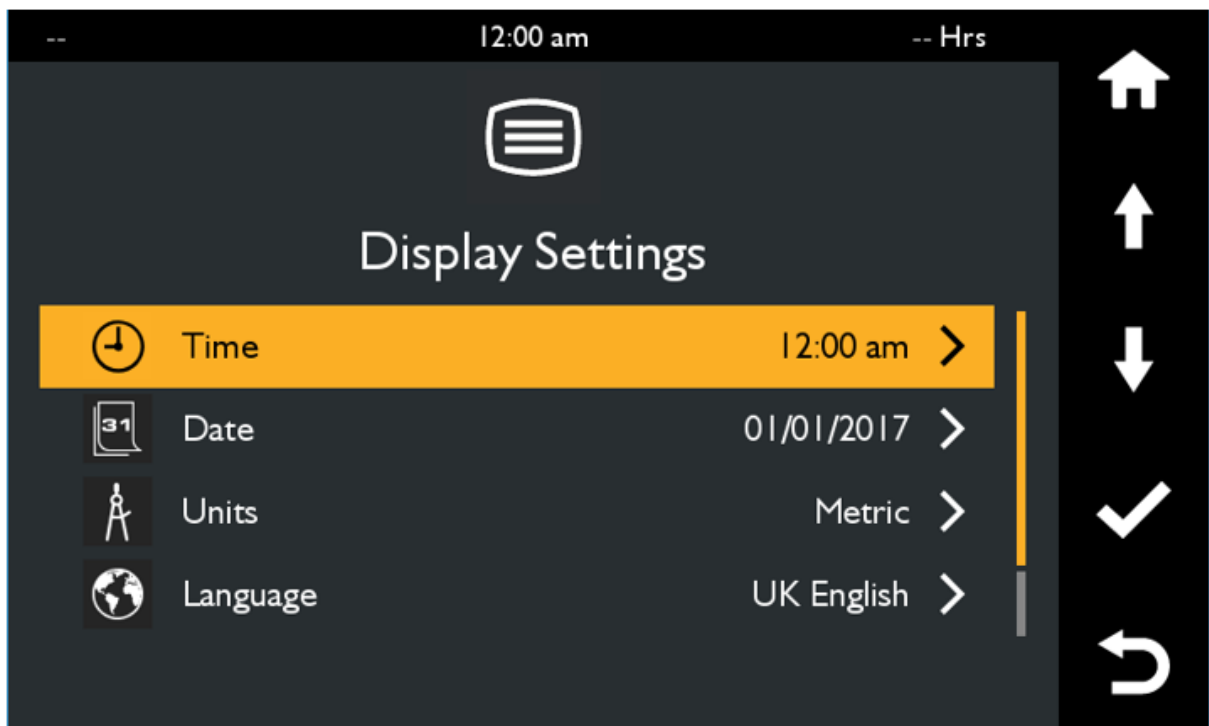 -- 12:00 am -- Hrs
Display Settings
Time 12:00 am
31
Date 01/01/2017
Units Metric
Language UK English